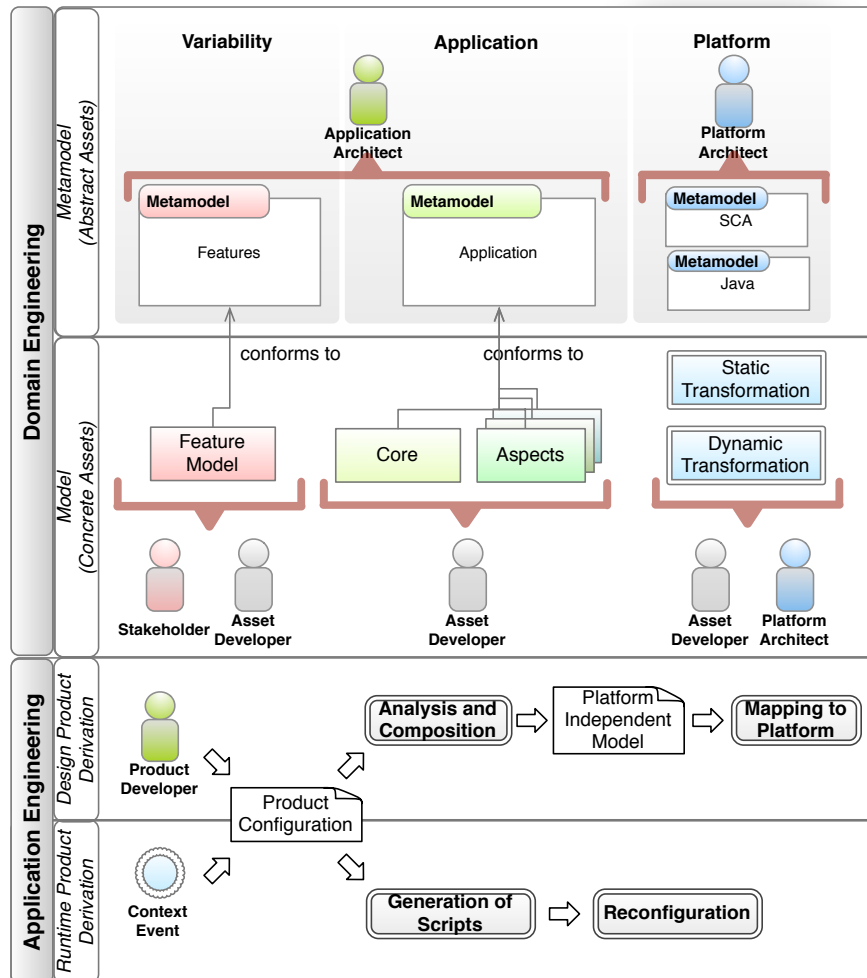 Variability
Application
Platform
Application
Architect
Platform
Architect
Metamodel
Features
Metamodel
Application
Metamodel
SCA
Metamodel
Java
Domain Engineering
Metamodel
(Abstract Assets)
conforms to
conforms to
Static
Transformation
Feature
Model
Core
Aspects
Dynamic
Transformation
Model
(Concrete Assets)
Stakeholder
Asset
Developer
Asset
Developer
Asset
Developer
Platform
Architect
Application Engineering
Design Product
Derivation
Product
Developer
Analysis and
Composition
Platform
Independent
Model
Mapping to
Platform
Product
Configuration
Runtime Product
Derivation
Context
Event
Generation of
Scripts
Reconfiguration